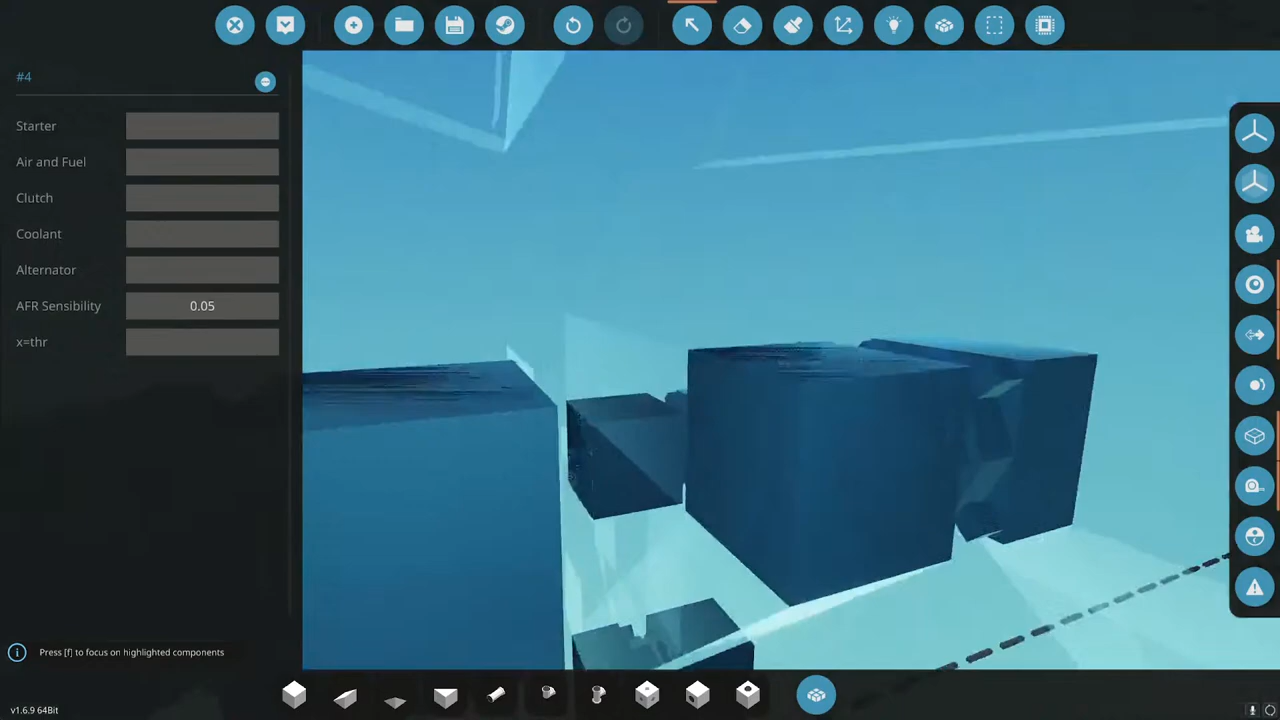 #4
Starter
Air and Fuel
Clutch
Coolant
Alternator
AFR Sensibility 0.05
x=thr
Press [f] to focus on highlighted components
v1.6.9 64Bit